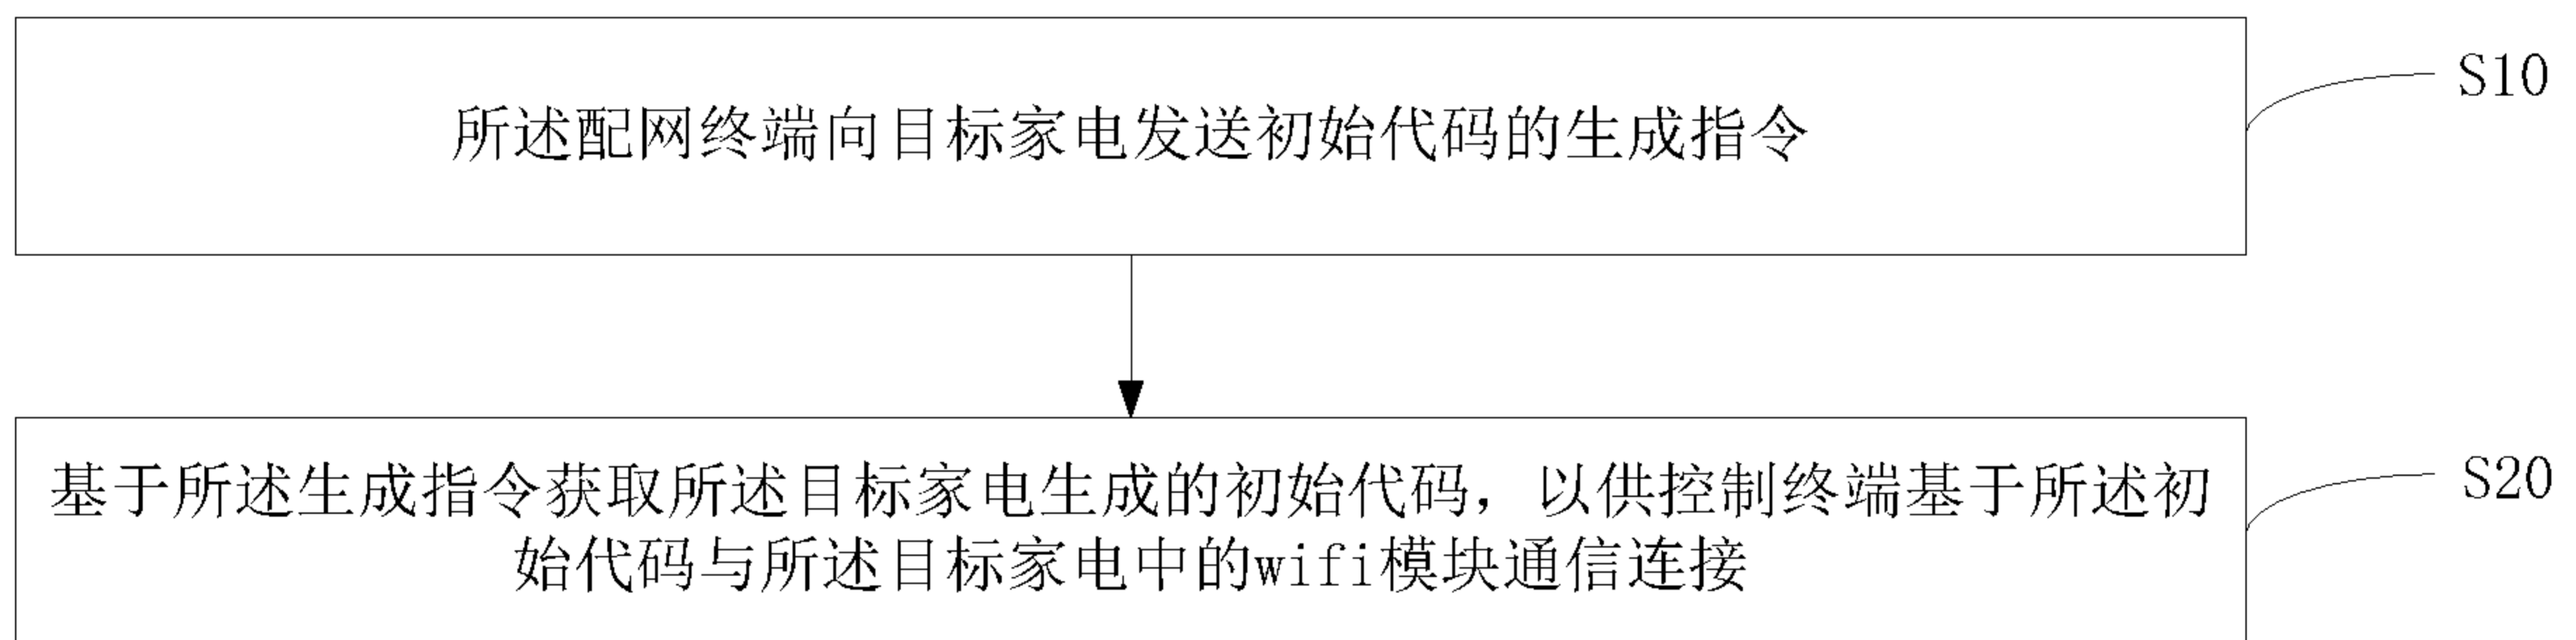 所述配网终端向目标家电发送初始代码的生成指令
S10
基于所述生成指令获取所述目标家电生成的初始代码，以供控制终端基于所述初
始代码与所述目标家电中的wifi模块通信连接
S20